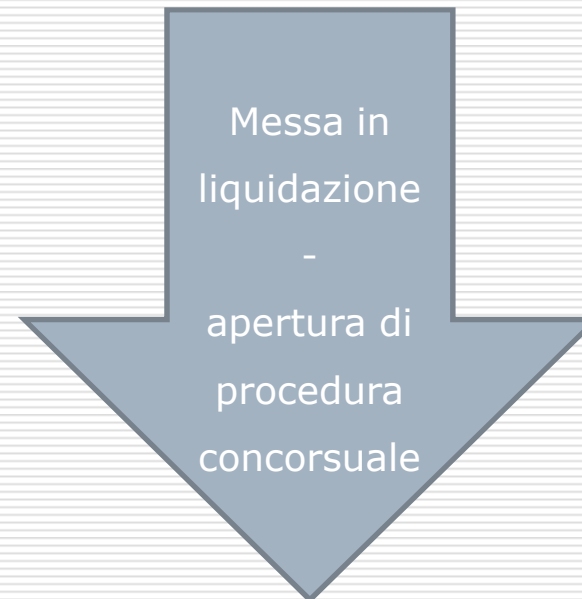 Messa in
liquidazione
-
apertura di
procedura
concorsuale